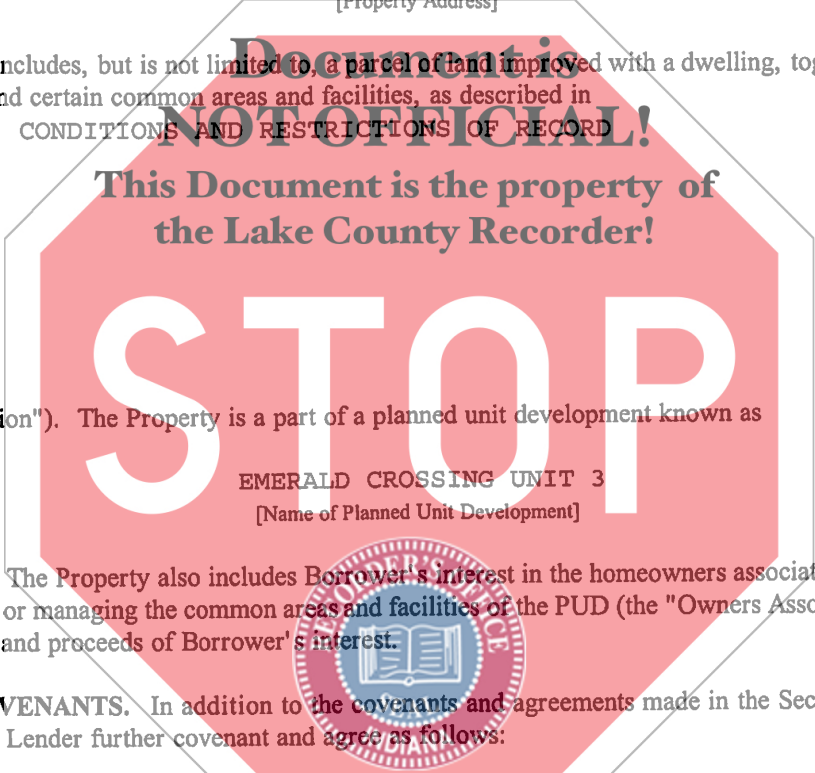 [Property Address]
ncludes, but is not limited to, a parcel of land improved with a dwelling, tog
nd certain common areas and facilities, as described in
CONDITIONS AND RESTRICTIONS OF RECORD
Document is
NOT OFFICIAL!
This Document is the property of
the Lake County Recorder!
STOP
ion"). The Property is a part of a planned unit development known as
EMERALD CROSSING UNIT 3
[Name of Planned Unit Development]
The Property also includes Borrower's interest in the homeowners associat
or managing the common areas and facilities of the PUD (the "Owners Asso
and proceeds of Borrower's interest.
VENANTS. In addition to the covenants and agreements made in the Sec
Lender further covenant and agree as follows:
RECORDER'S OFFICE
SEAL
INDIANA